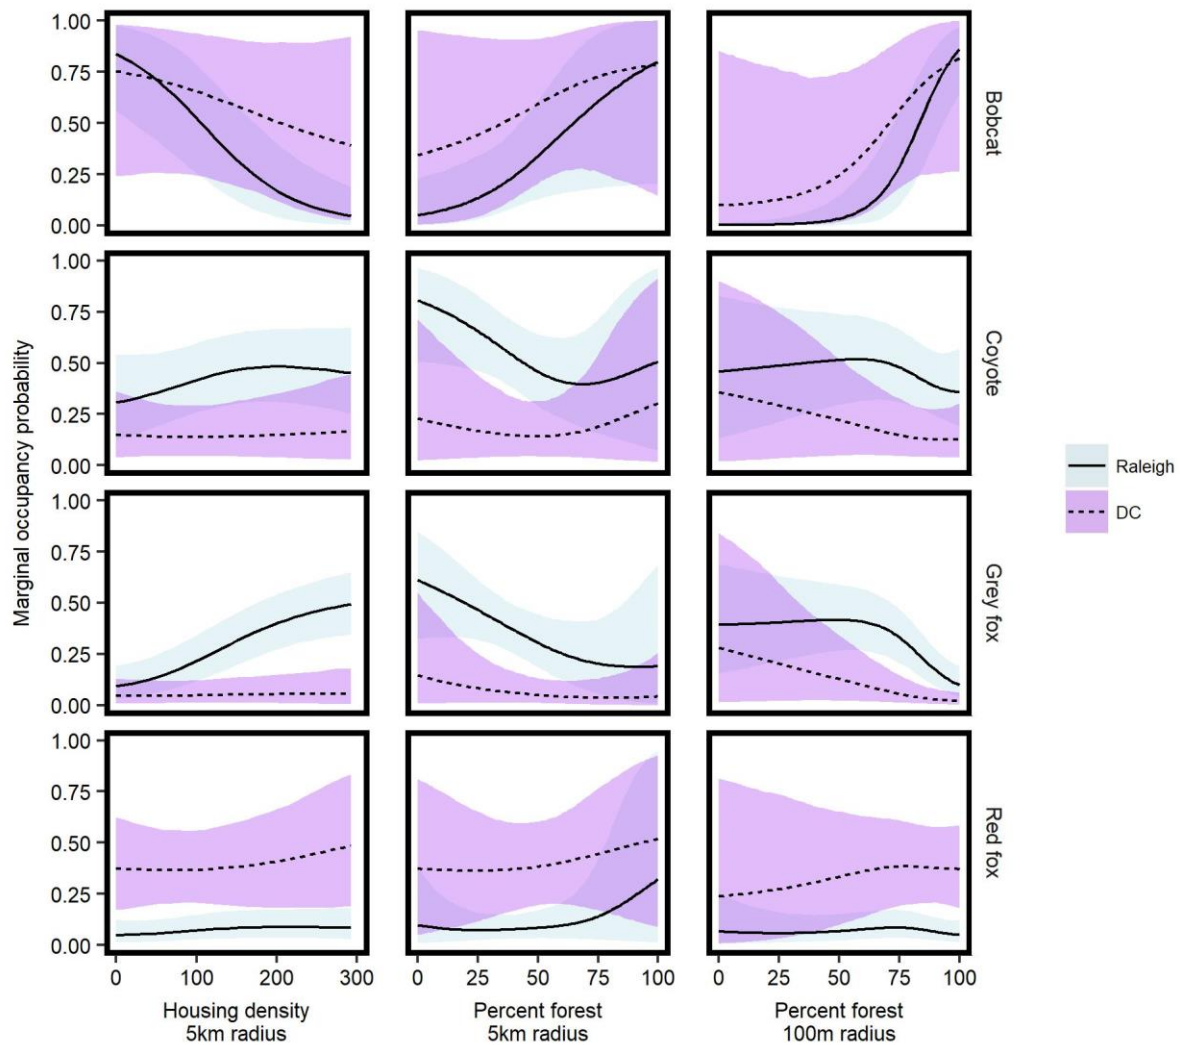 Marginal occupancy probability
1.00
0.75
0.50
0.25
0.00
Bobcat
1.00
0.75
0.50
0.25
0.00
Coyote
1.00
0.75
0.50
0.25
0.00
Grey fox
1.00
0.75
0.50
0.25
0.00
Red fox
0 100 200 300
0 25 50 75 100
0 25 50 75 100
Housing density
5km radius
Percent forest
5km radius
Percent forest
100m radius
Raleigh
DC